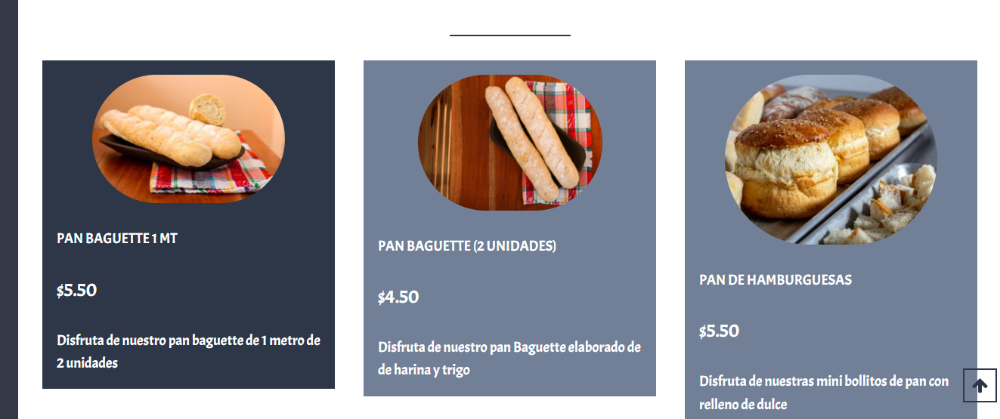 PAN BAGUETTE 1 MT
$5.50
Disfruta de nuestro pan baguette de 1 metro de
2 unidades
PAN BAGUETTE (2 UNIDADES)
$4.50
Disfruta de nuestro pan Baguette elaborado de
de harina y trigo
PAN DE HAMBURGUESAS
$5.50
Disfruta de nuestras mini bollitos de pan con
relleno de dulce